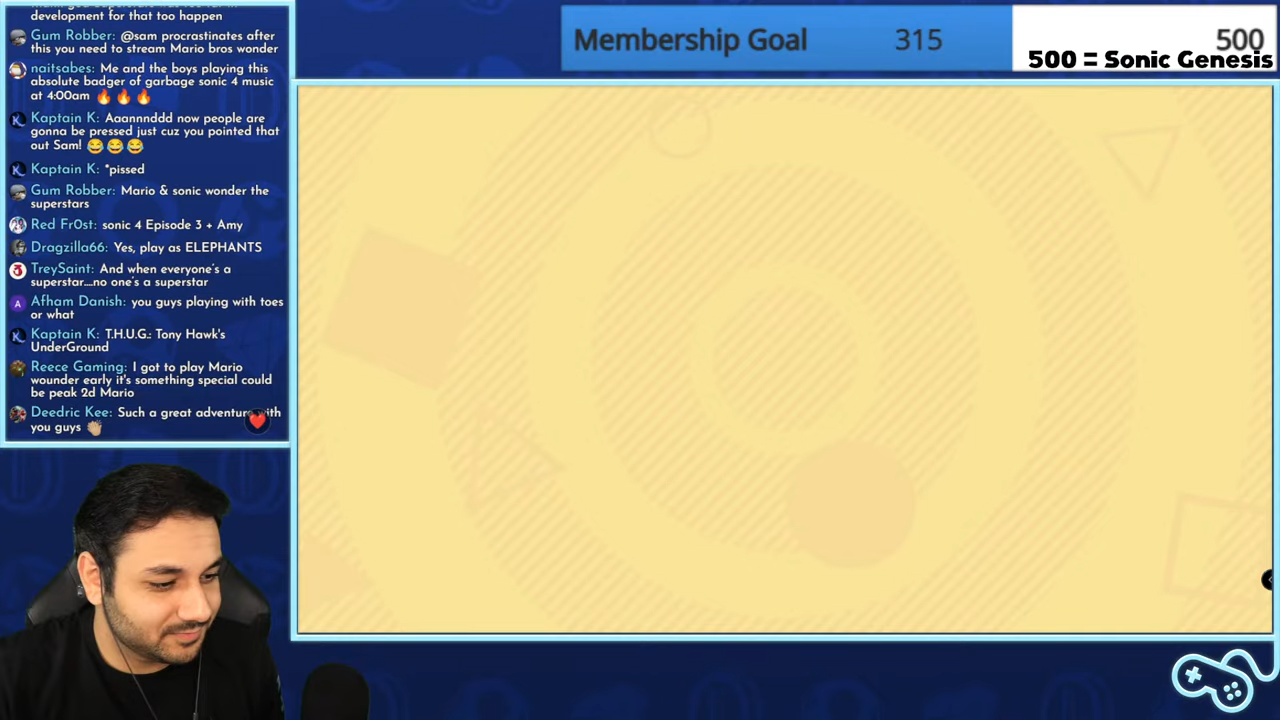 development for that too happen
Gum Robber: @sam procrastinates after
this you need to stream Mario bros wonder
naitsabes: Me and the boys playing this
absolute badger of garbage sonic 4 music
at 4:00am 🔥🔥🔥
Kaptain K: Aaannnddd now people are
gonna be pressed just cuz you pointed that
out Sam! 😂😂😂
Kaptain K: *pissed
Gum Robber: Mario & sonic wonder the
superstars
Red Fr0st: sonic 4 Episode 3 + Amy
Dragzilla66: Yes, play as ELEPHANTS
TreySaint: And when everyone's a
superstar....no one's a superstar
Afham Danish: you guys playing with toes
or what
Kaptain K: T.H.U.G.: Tony Hawk's
UnderGround
Reece Gaming: I got to play Mario
wounder early it's something special could
be peak 2d Mario
Deedric Kee: Such a great adventure with
you guys 👏🏼
Membership Goal 315 500
500 = Sonic Genesis